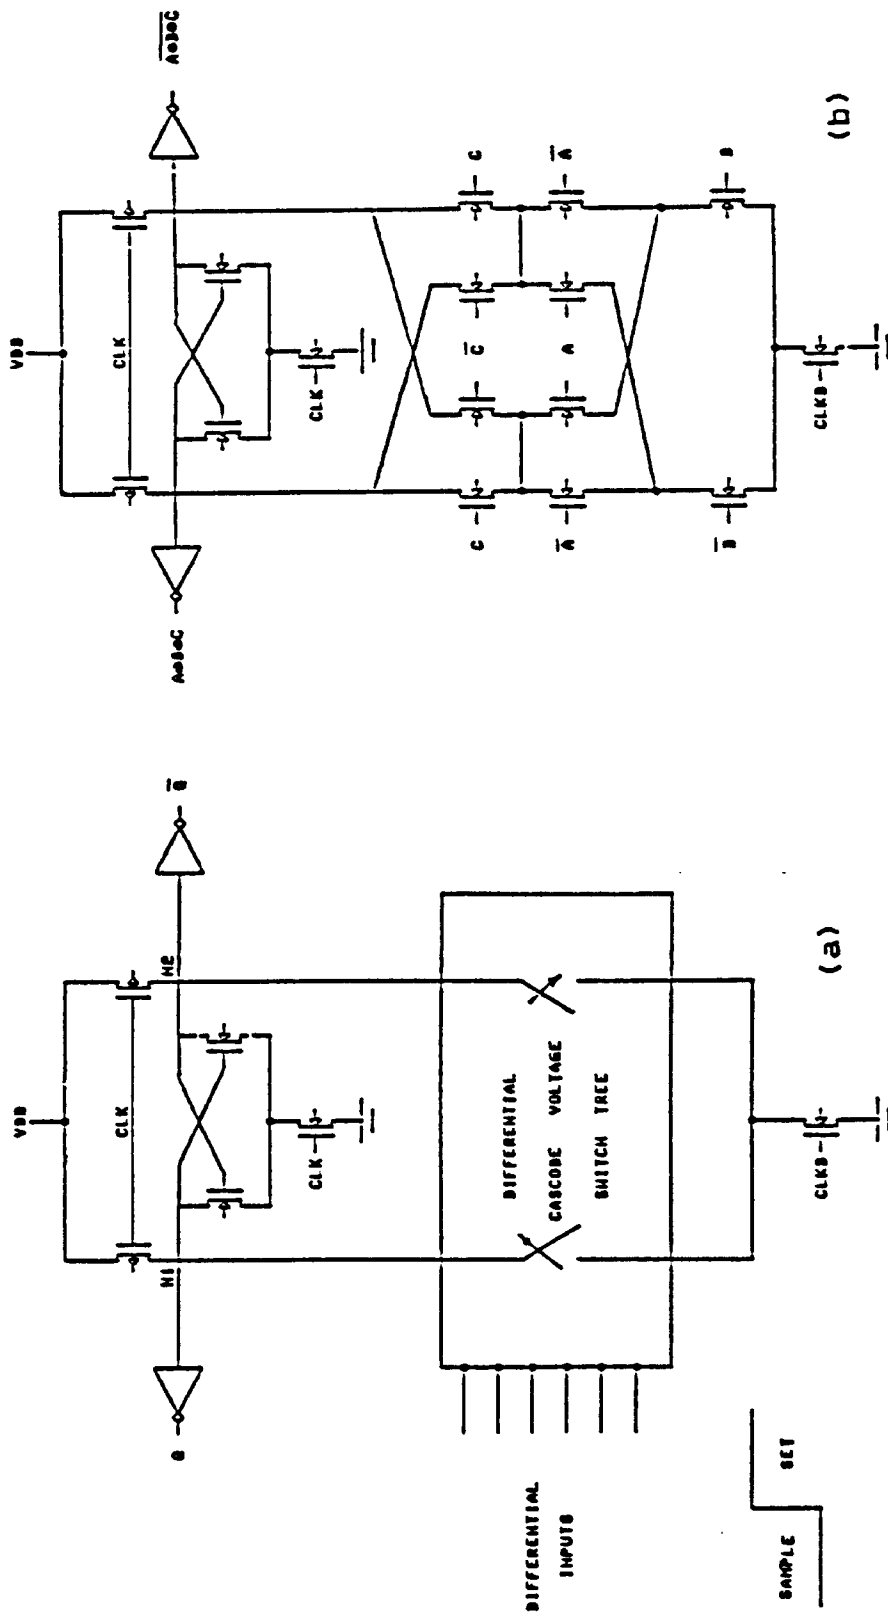 VDD
CLK
N1
N2
Q
Q̅
CLK
DIFFERENTIAL
CASCODE VOLTAGE
SWITCH TREE
DIFFERENTIAL
INPUTS
CLKB
SAMPLE
SET
(a)
VDD
CLK
A⊕B⊕C
A⊕B⊕C̅
CLK
C
C̅
C
A̅
A
A̅
B̅
B
CLKB
(b)